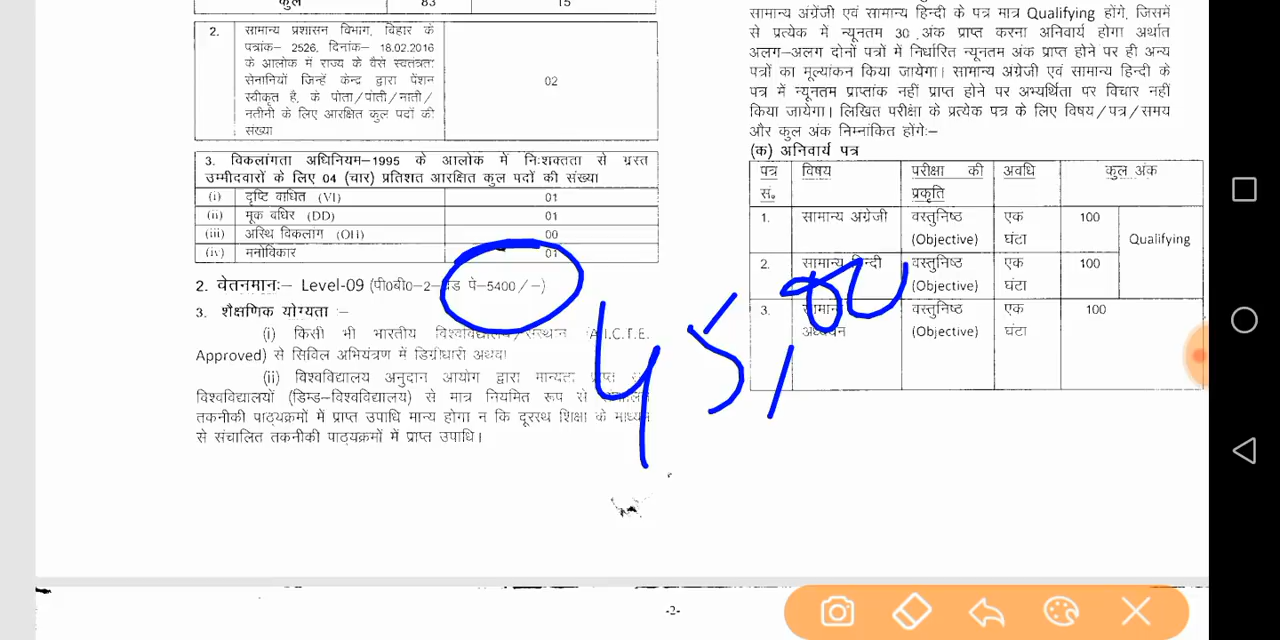 कुल 83 15
2. सामान्य प्रशासन विभाग, बिहार के
पत्रांक- 2526, दिनांक- 18.02.2016
के आलोक में राज्य के वैसे स्वतंत्रता
सेनानियों जिन्हें केन्द्र द्वारा पेंशन
स्वीकृत है, के पोता/पोती/नाती/
नतीनी के लिए आरक्षित कुल पदों की
संख्या
02
3. विकलांगता अधिनियम-1995 के आलोक में निःशक्तता से ग्रस्त
उम्मीदवारों के लिए 04 (चार) प्रतिशत आरक्षित कुल पदों की संख्या
(i) दृष्टि बाधित (VI) 01
(ii) मूक बधिर (DD) 01
(iii) अस्थि विकलांग (OH) 00
(iv) मनोविकार 01
2. वेतनमानः- Level-09 (पी0बी0-2- पे-5400/-)
3. शैक्षणिक योग्यता :-
(i) किसी भी भारतीय विश्वविद्यालय/संस्थान (A.I.C.T.E.
Approved) से सिविल अभियंत्रण में डिग्रीधारी अथवा
(ii) विश्वविद्यालय अनुदान आयोग द्वारा मान्यता प्राप्त
विश्वविद्यालयों (डिम्ड-विश्वविद्यालय) से मात्र नियमित रूप से
तकनीकी पाठ्यक्रमों में प्राप्त उपाधि मान्य होगा न कि दूरस्थ शिक्षा के माध्यम
से संचालित तकनीकी पाठ्यक्रमों में प्राप्त उपाधि।
सामान्य अंग्रेजी एवं सामान्य हिन्दी के पत्र मात्र Qualifying होंगे, जिसमें
से प्रत्येक में न्यूनतम 30 अंक प्राप्त करना अनिवार्य होगा अर्थात
अलग-अलग दोनों पत्रों में निर्धारित न्यूनतम अंक प्राप्त होने पर ही अन्य
पत्रों का मूल्यांकन किया जायेगा। सामान्य अंग्रेजी एवं सामान्य हिन्दी के
पत्र में न्यूनतम प्राप्तांक नहीं प्राप्त होने पर अभ्यर्थिता पर विचार नहीं
किया जायेगा। लिखित परीक्षा के प्रत्येक पत्र के लिए विषय/पत्र/समय
और कुल अंक निम्नांकित होंगे:-
(क) अनिवार्य पत्र
पत्र सं. विषय परीक्षा की प्रकृति अवधि कुल अंक
1. सामान्य अंग्रेजी वस्तुनिष्ठ (Objective) एक घंटा 100 Qualifying
2. सामान्य हिन्दी वस्तुनिष्ठ (Objective) एक घंटा 100
3. सामान्य अध्ययन वस्तुनिष्ठ (Objective) एक घंटा 100
45,
-2-